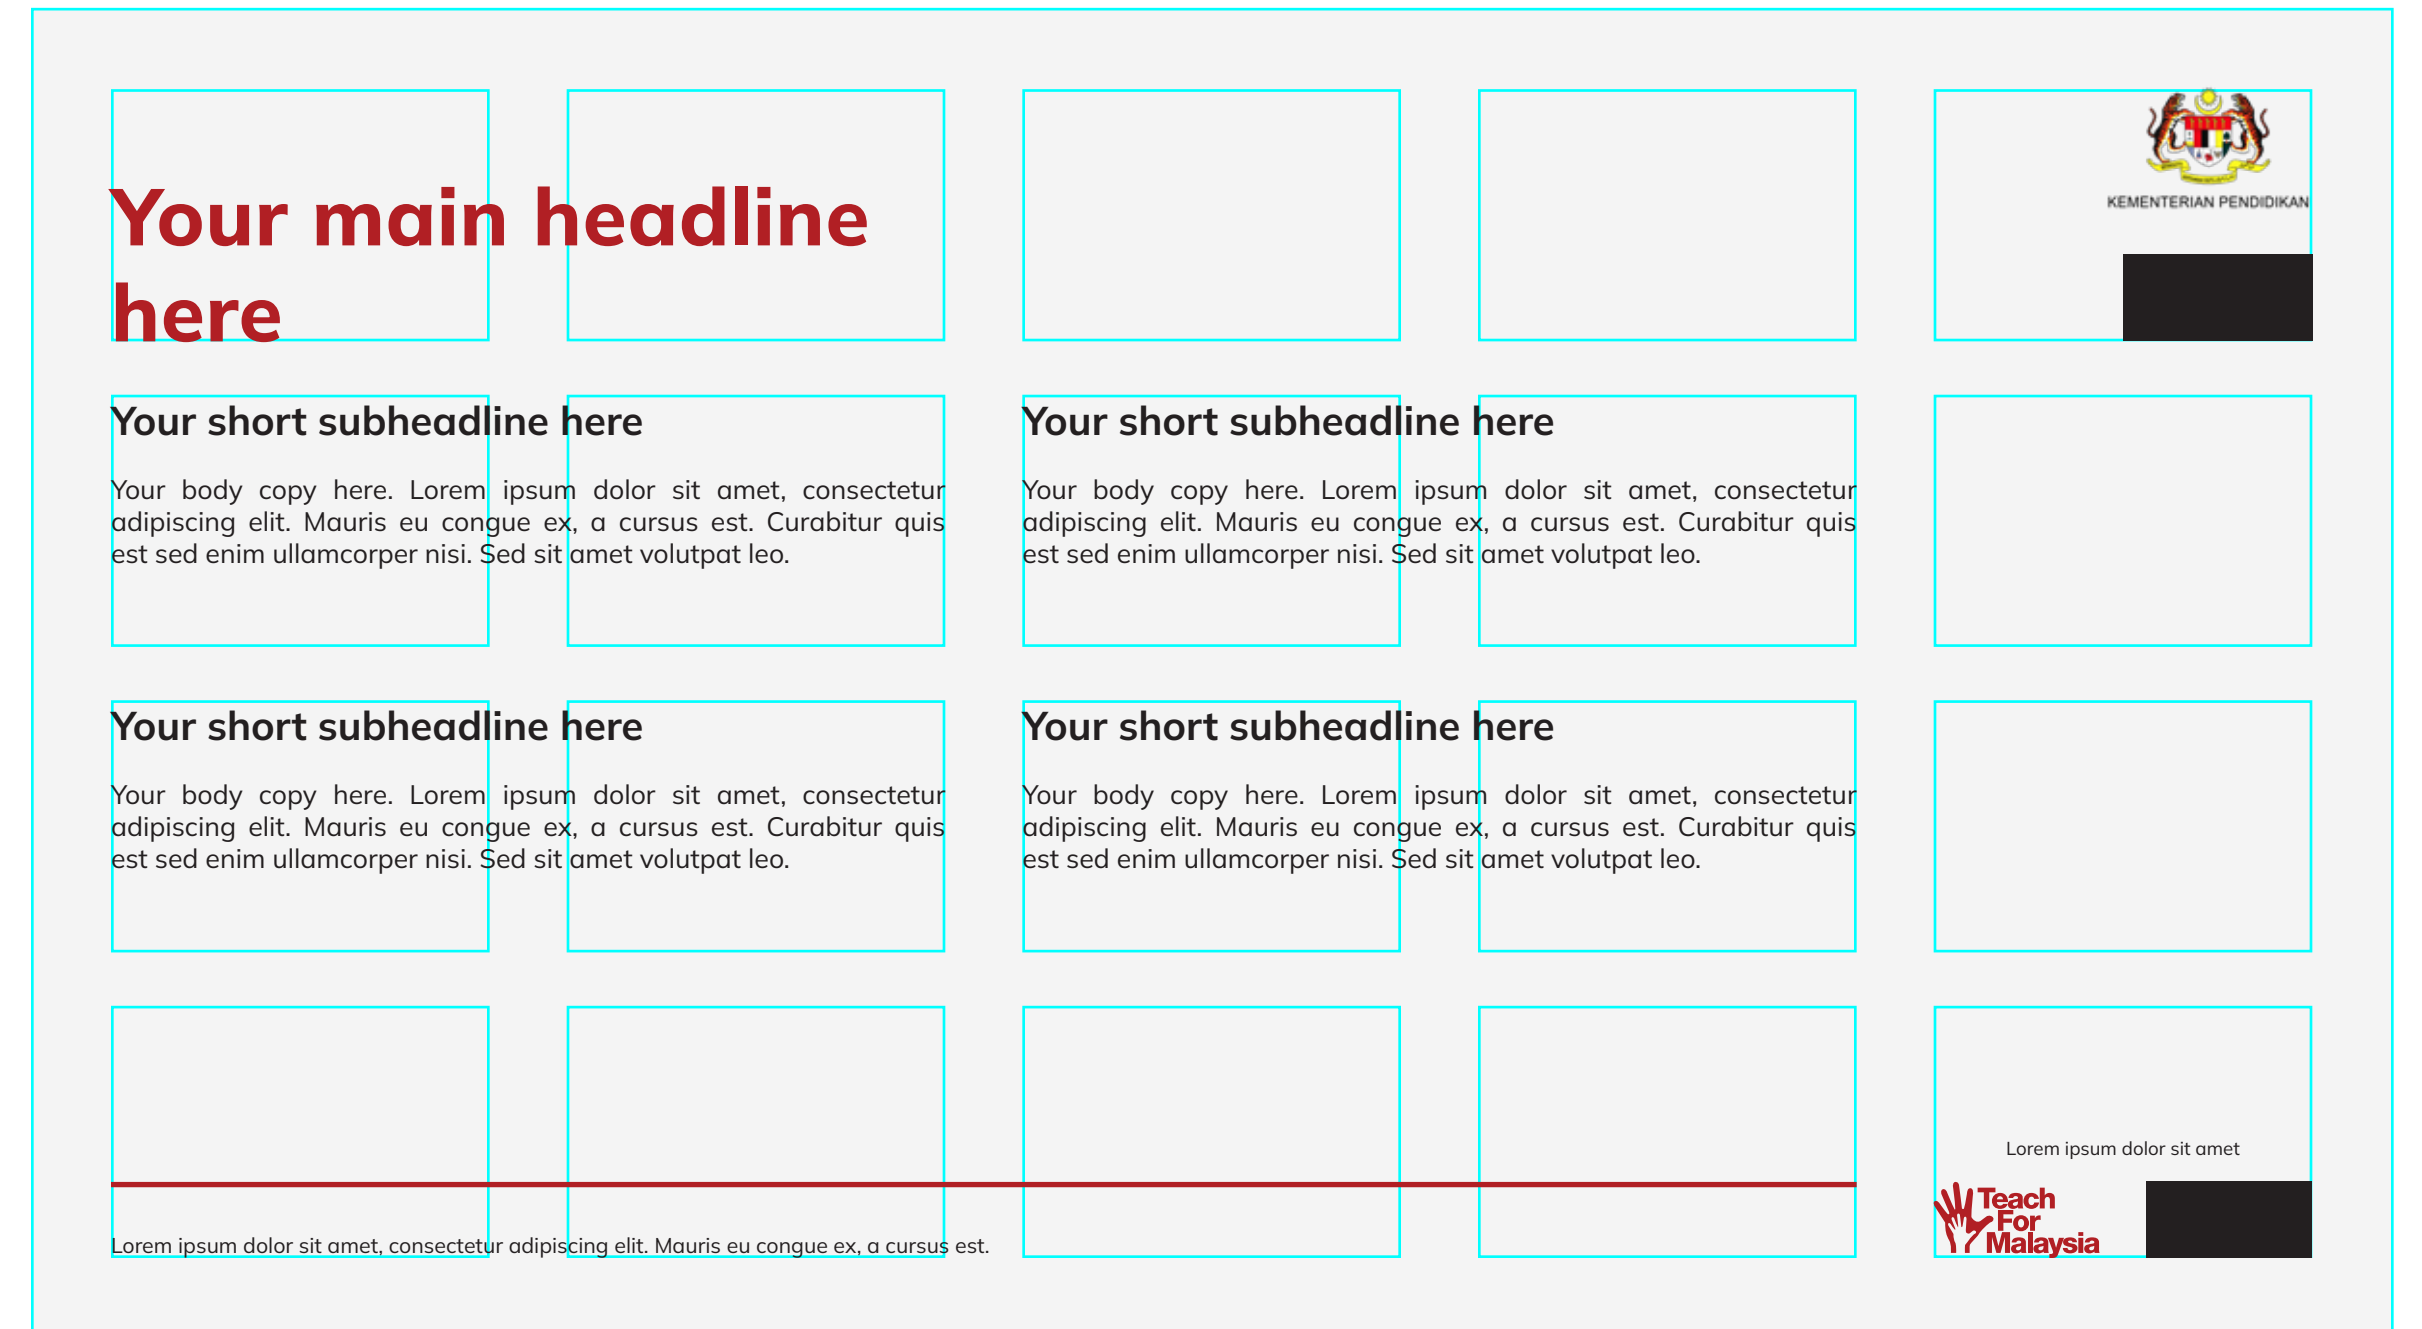 Your main headline
here
KEMENTERIAN PENDIDIKAN
Your short subheadline here
Your body copy here. Lorem ipsum dolor sit amet, consectetur
adipiscing elit. Mauris eu congue ex, a cursus est. Curabitur quis
est sed enim ullamcorper nisi. Sed sit amet volutpat leo.
Your short subheadline here
Your body copy here. Lorem ipsum dolor sit amet, consectetur
adipiscing elit. Mauris eu congue ex, a cursus est. Curabitur quis
est sed enim ullamcorper nisi. Sed sit amet volutpat leo.
Your short subheadline here
Your body copy here. Lorem ipsum dolor sit amet, consectetur
adipiscing elit. Mauris eu congue ex, a cursus est. Curabitur quis
est sed enim ullamcorper nisi. Sed sit amet volutpat leo.
Your short subheadline here
Your body copy here. Lorem ipsum dolor sit amet, consectetur
adipiscing elit. Mauris eu congue ex, a cursus est. Curabitur quis
est sed enim ullamcorper nisi. Sed sit amet volutpat leo.
Lorem ipsum dolor sit amet, consectetur adipiscing elit. Mauris eu congue ex, a cursus est.
Lorem ipsum dolor sit amet
Teach
For
Malaysia